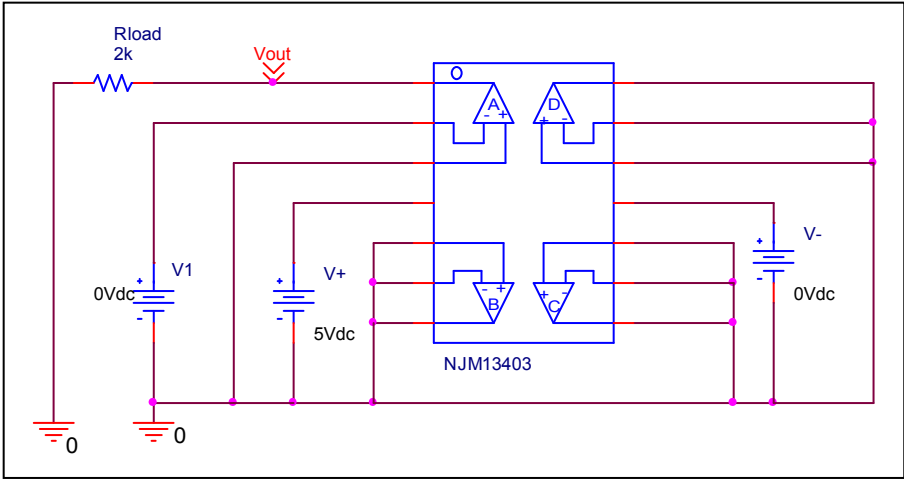 Rload
2k
Vout
A
D
- +
+ -
+
V1
0Vdc
-
+
V+
5Vdc
-
+
V-
0Vdc
-
- +
B
+ -
C
NJM13403
0
0